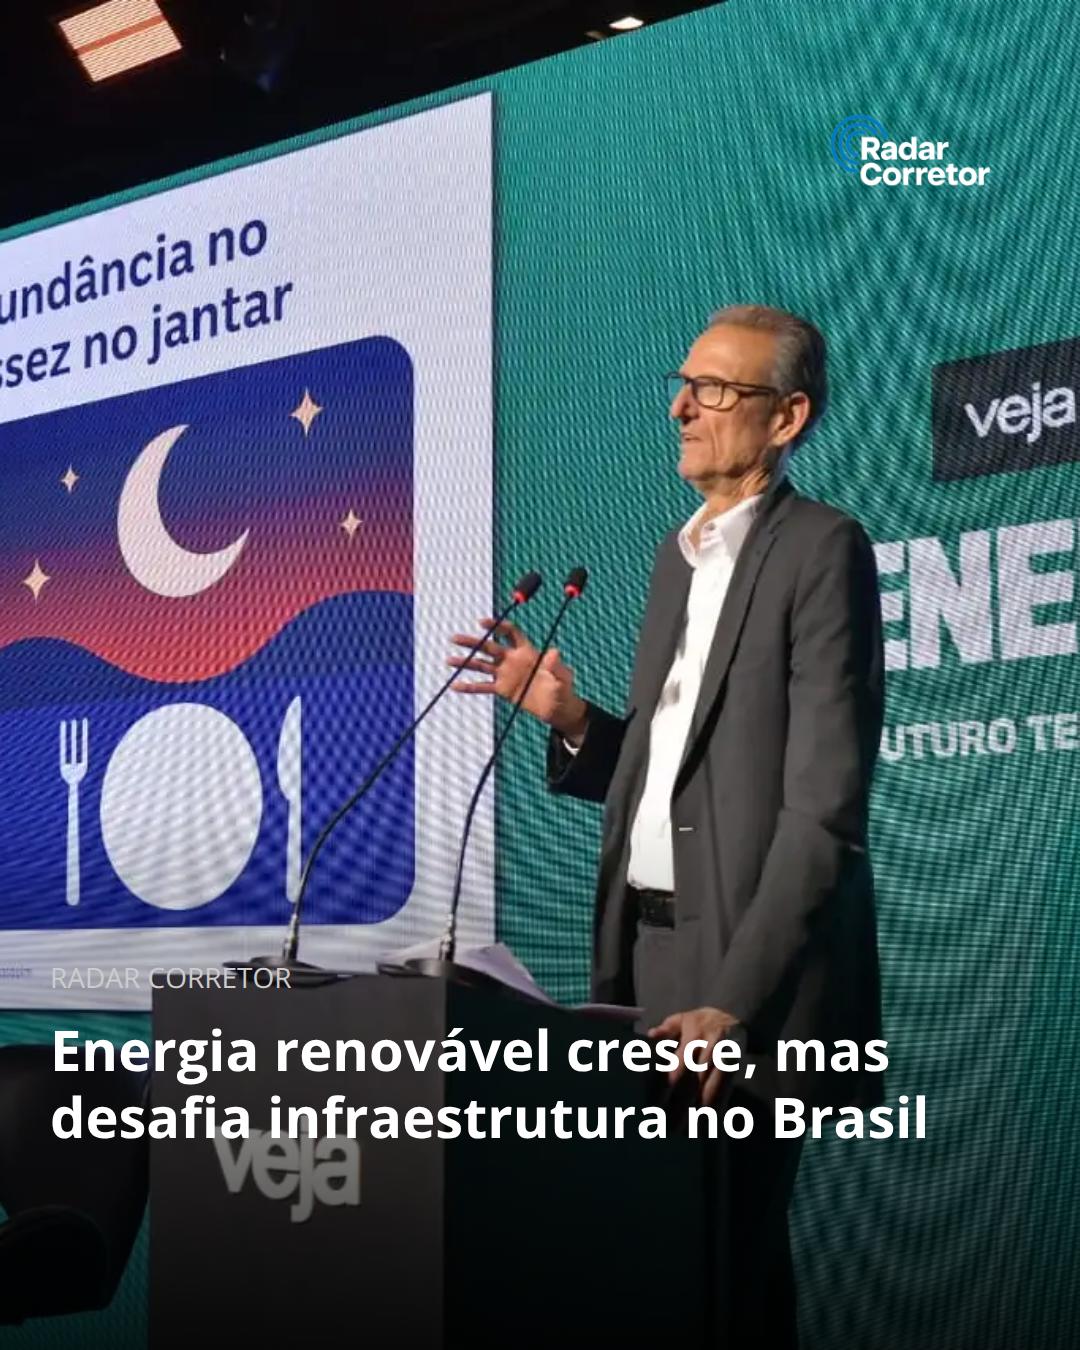 Radar
Corretor
undância no
ssez no jantar
veja
ENE
UTURO TE
RADAR CORRETOR
Energia renovável cresce, mas
desafia infraestrutura no Brasil
veja